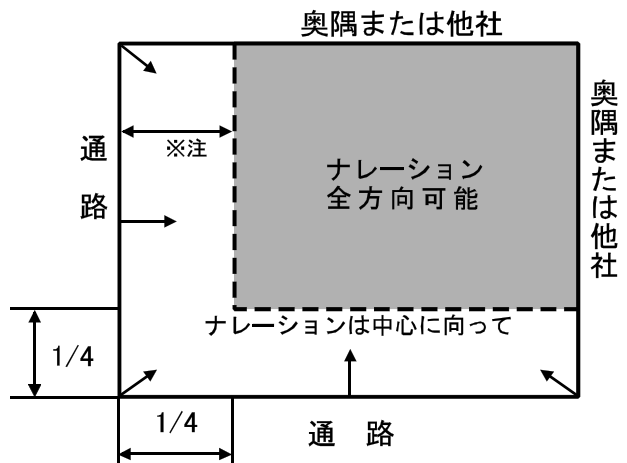 奥隅または他社
通路
※注
ナレーション
全方向可能
奥隅または他社
ナレーションは中心に向って
1/4
1/4
通　路